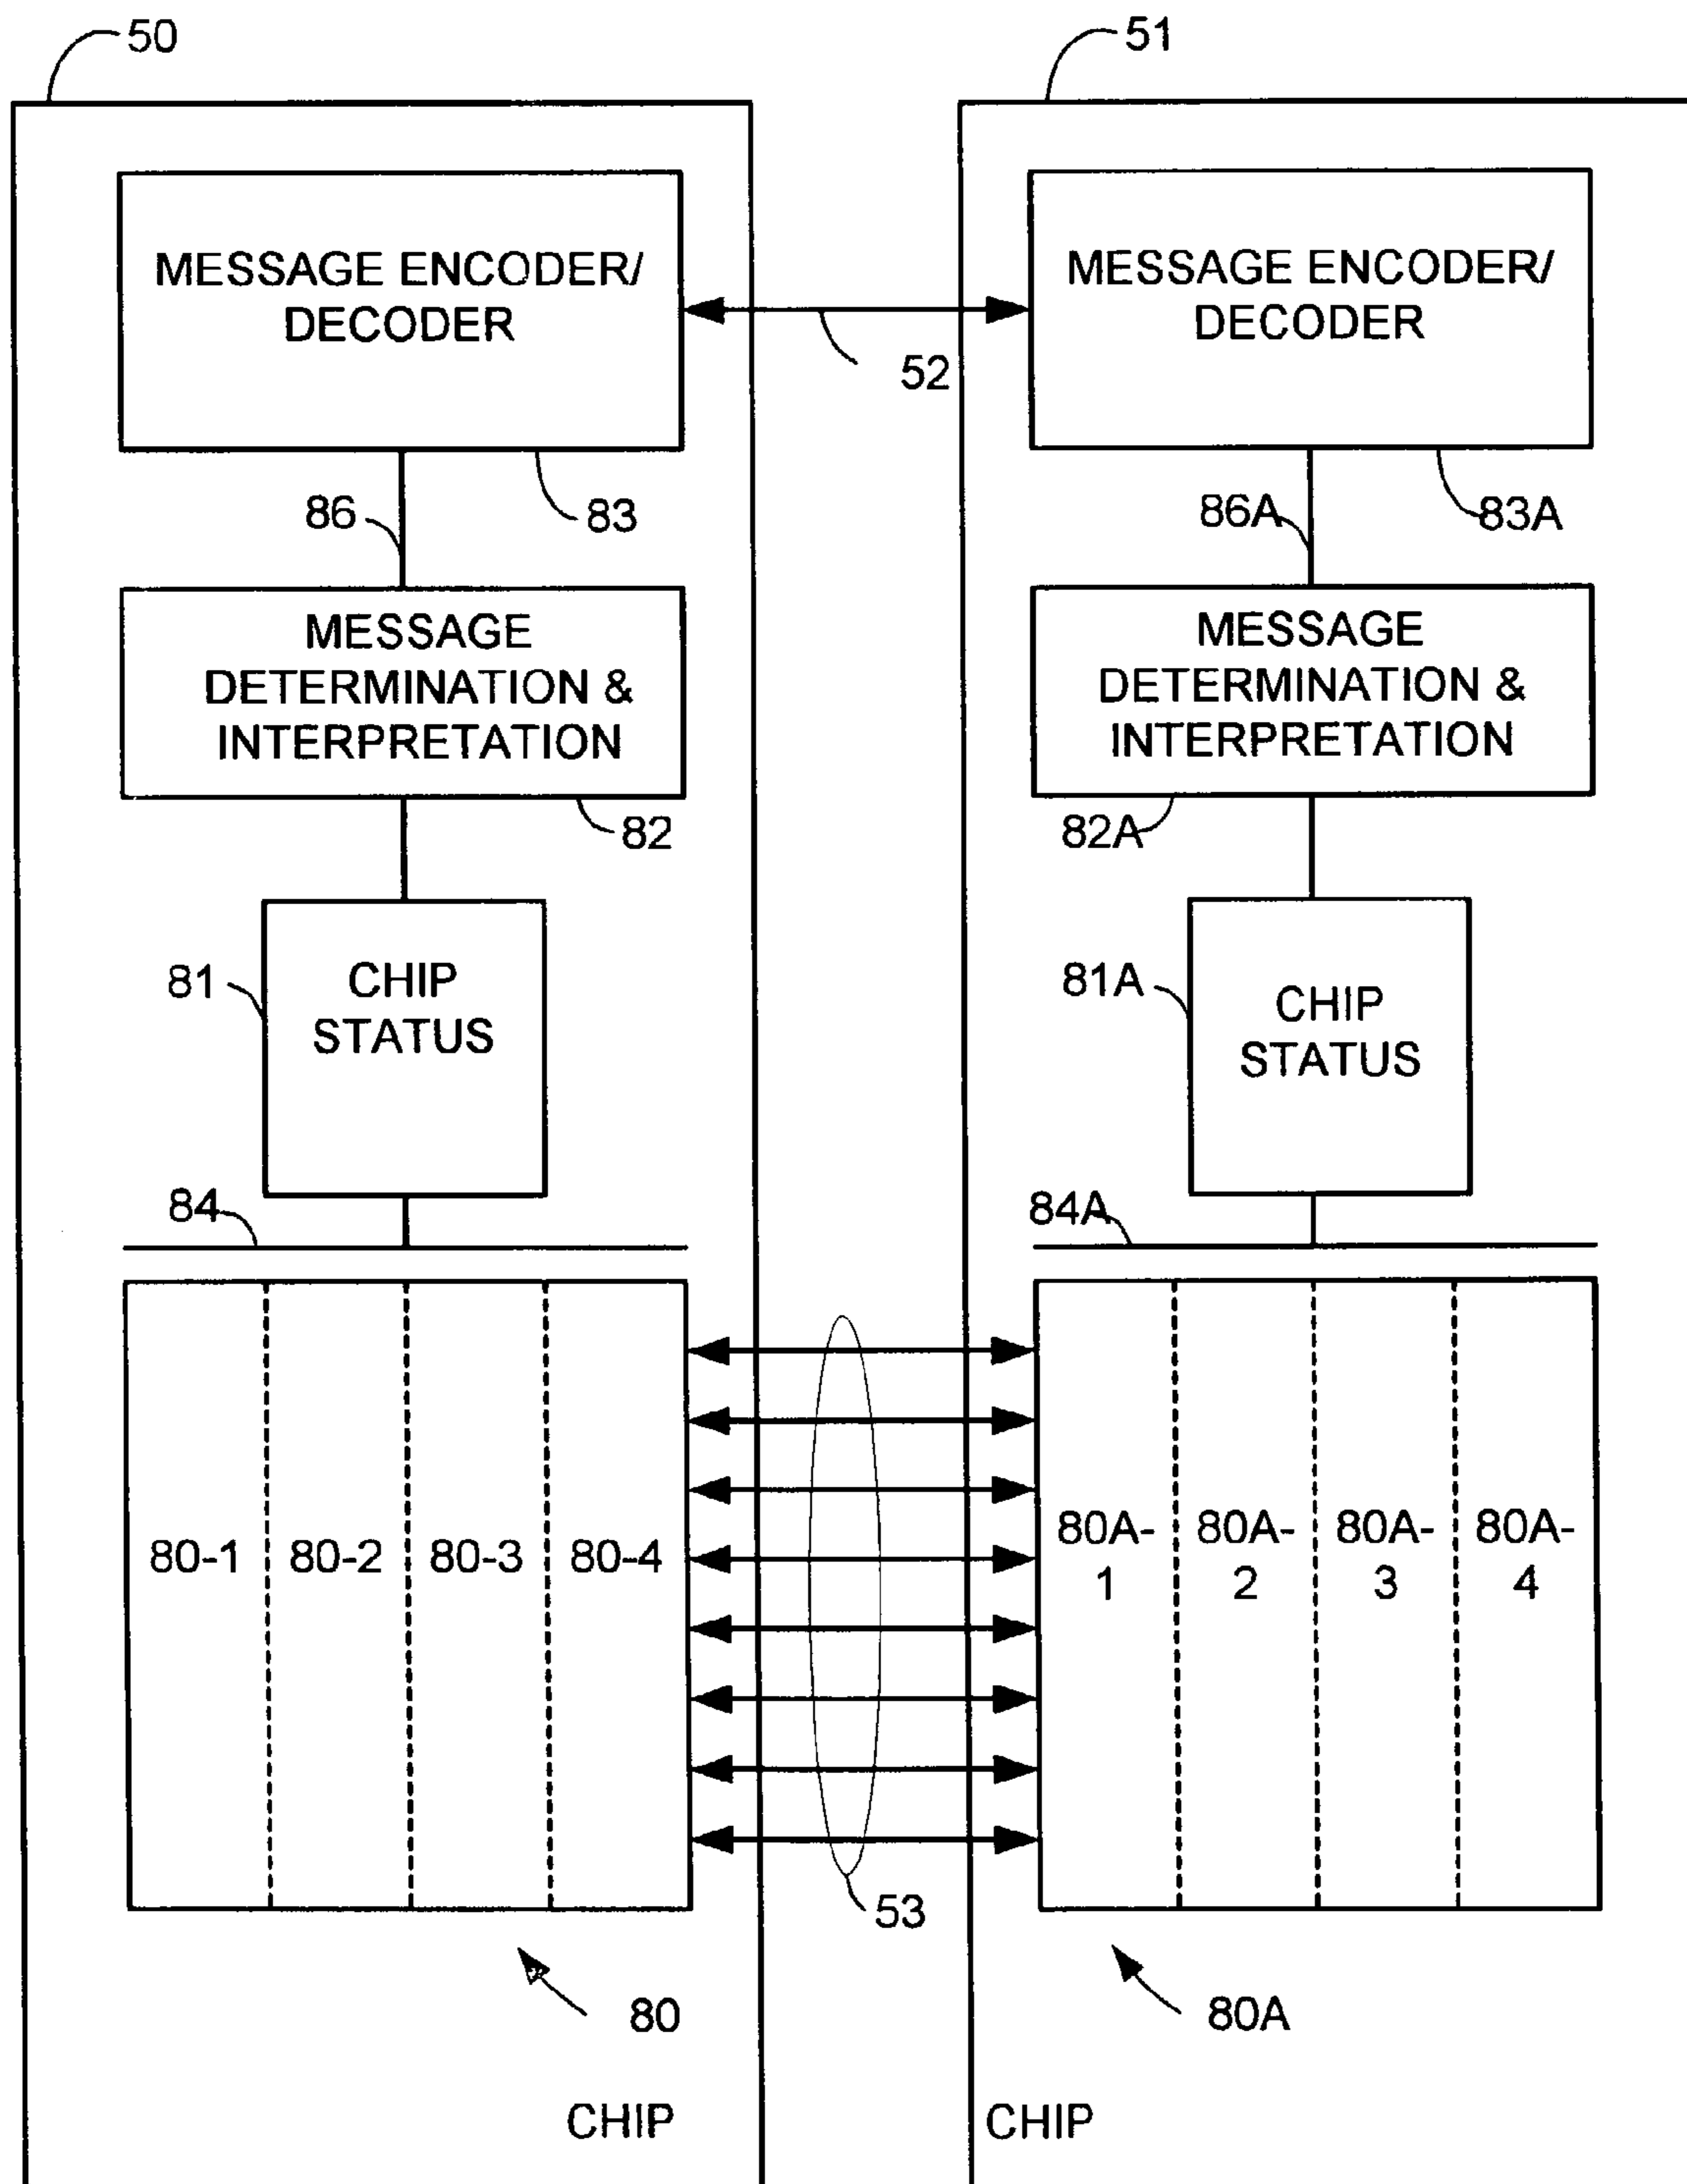 50
51
MESSAGE ENCODER/
DECODER
MESSAGE ENCODER/
DECODER
52
86
83
86A
83A
MESSAGE
DETERMINATION &
INTERPRETATION
MESSAGE
DETERMINATION &
INTERPRETATION
82
82A
81
CHIP
STATUS
81A
CHIP
STATUS
84
84A
80-1
80-2
80-3
80-4
80A-
1
80A-
2
80A-
3
80A-
4
53
80
80A
CHIP
CHIP